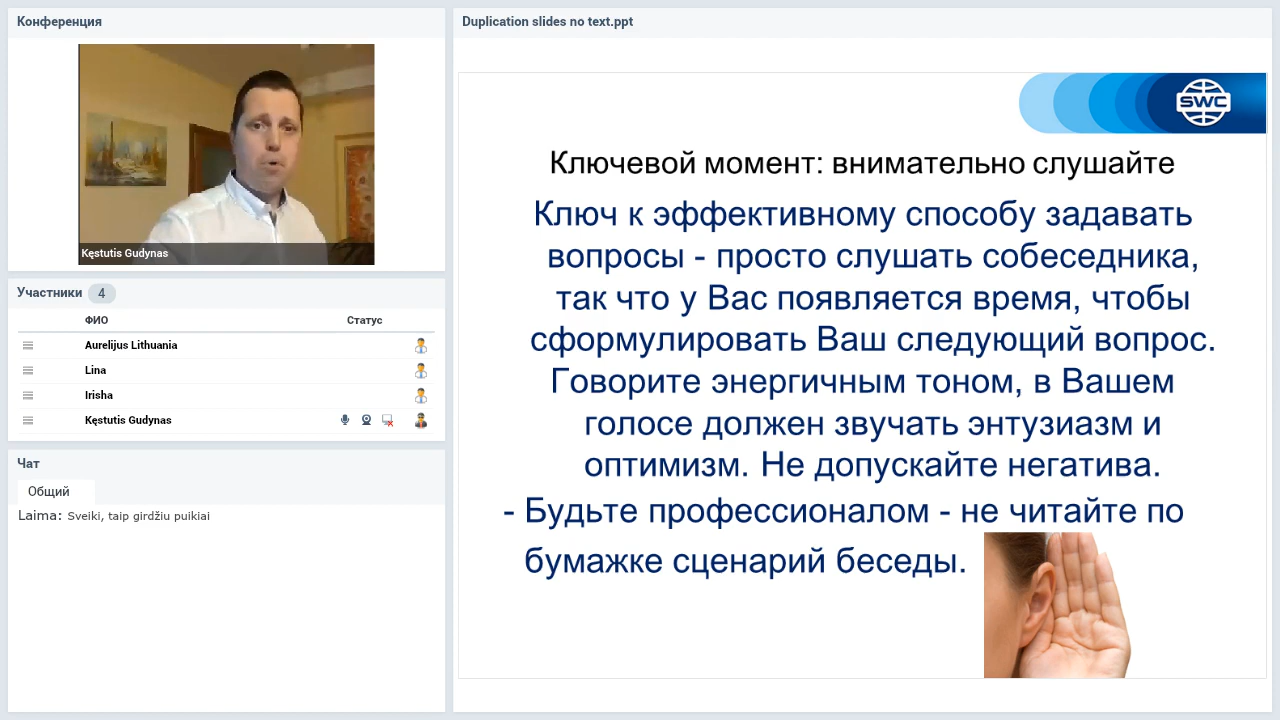 Конференция
Kęstutis Gudynas
Участники 4
ФИО Статус
Aurelijus Lithuania
Lina
Irisha
Kęstutis Gudynas
Чат
Общий
Laima: Sveiki, taip girdžiu puikiai
Duplication slides no text.ppt
SWC
Ключевой момент: внимательно слушайте
Ключ к эффективному способу задавать
вопросы - просто слушать собеседника,
так что у Вас появляется время, чтобы
сформулировать Ваш следующий вопрос.
Говорите энергичным тоном, в Вашем
голосе должен звучать энтузиазм и
оптимизм. Не допускайте негатива.
- Будьте профессионалом - не читайте по
бумажке сценарий беседы.